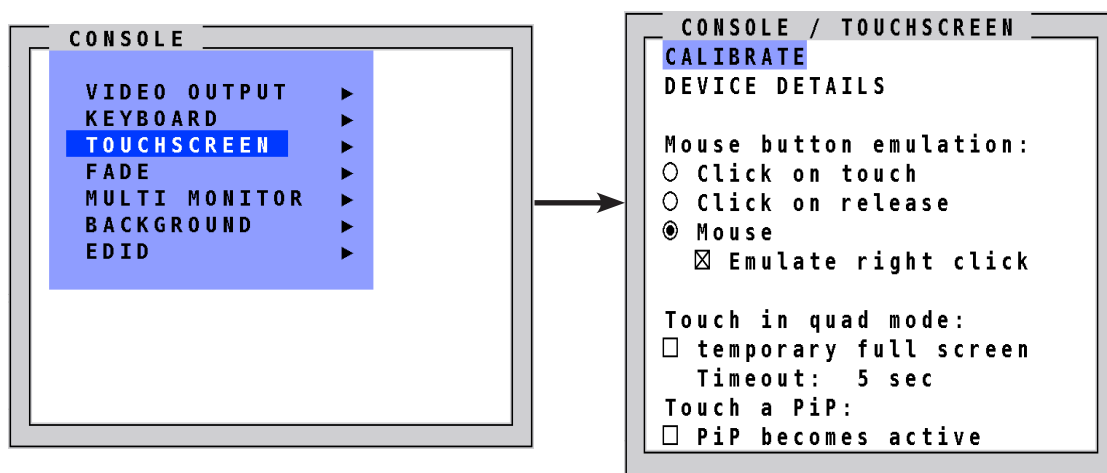 CONSOLE
VIDEO OUTPUT ►
KEYBOARD ►
TOUCHSCREEN ►
FADE ►
MULTI MONITOR ►
BACKGROUND ►
EDID ►
CONSOLE / TOUCHSCREEN
CALIBRATE
DEVICE DETAILS
Mouse button emulation:
○ Click on touch
○ Click on release
◉ Mouse
☒ Emulate right click
Touch in quad mode:
☐ temporary full screen
Timeout: 5 sec
Touch a PiP:
☐ PiP becomes active